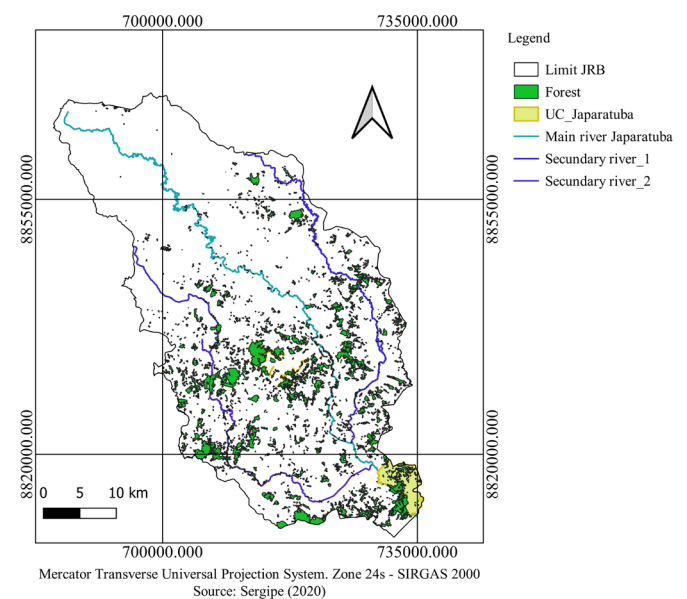 700000.000
735000.000
Legend
Limit JRB
Forest
UC_Japaratuba
Main river Japaratuba
Secundary river_1
Secundary river_2
8855000.000
8855000.000
8820000.000
8820000.000
0 5 10 km
700000.000
735000.000
Mercator Transverse Universal Projection System. Zone 24s - SIRGAS 2000
Source: Sergipe (2020)